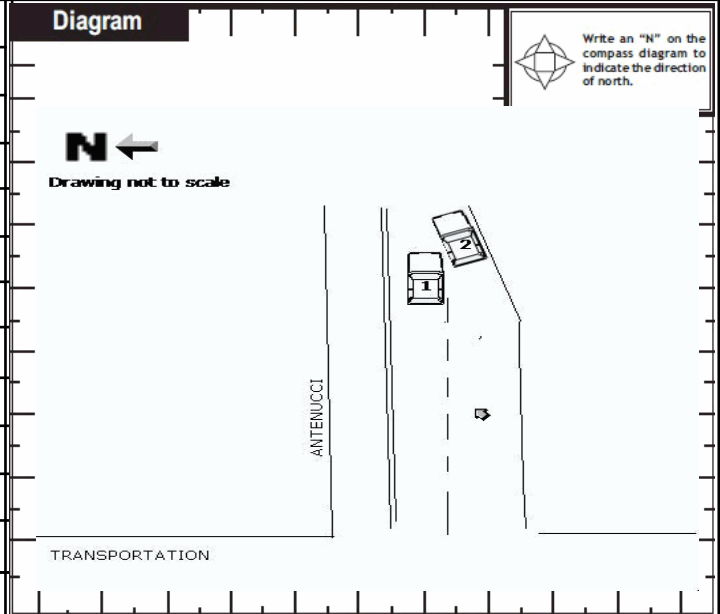 Diagram
Write an “N” on the
compass diagram to
indicate the direction
of north.
N
Drawing not to scale
2
1
ANTENUCCI
TRANSPORTATION